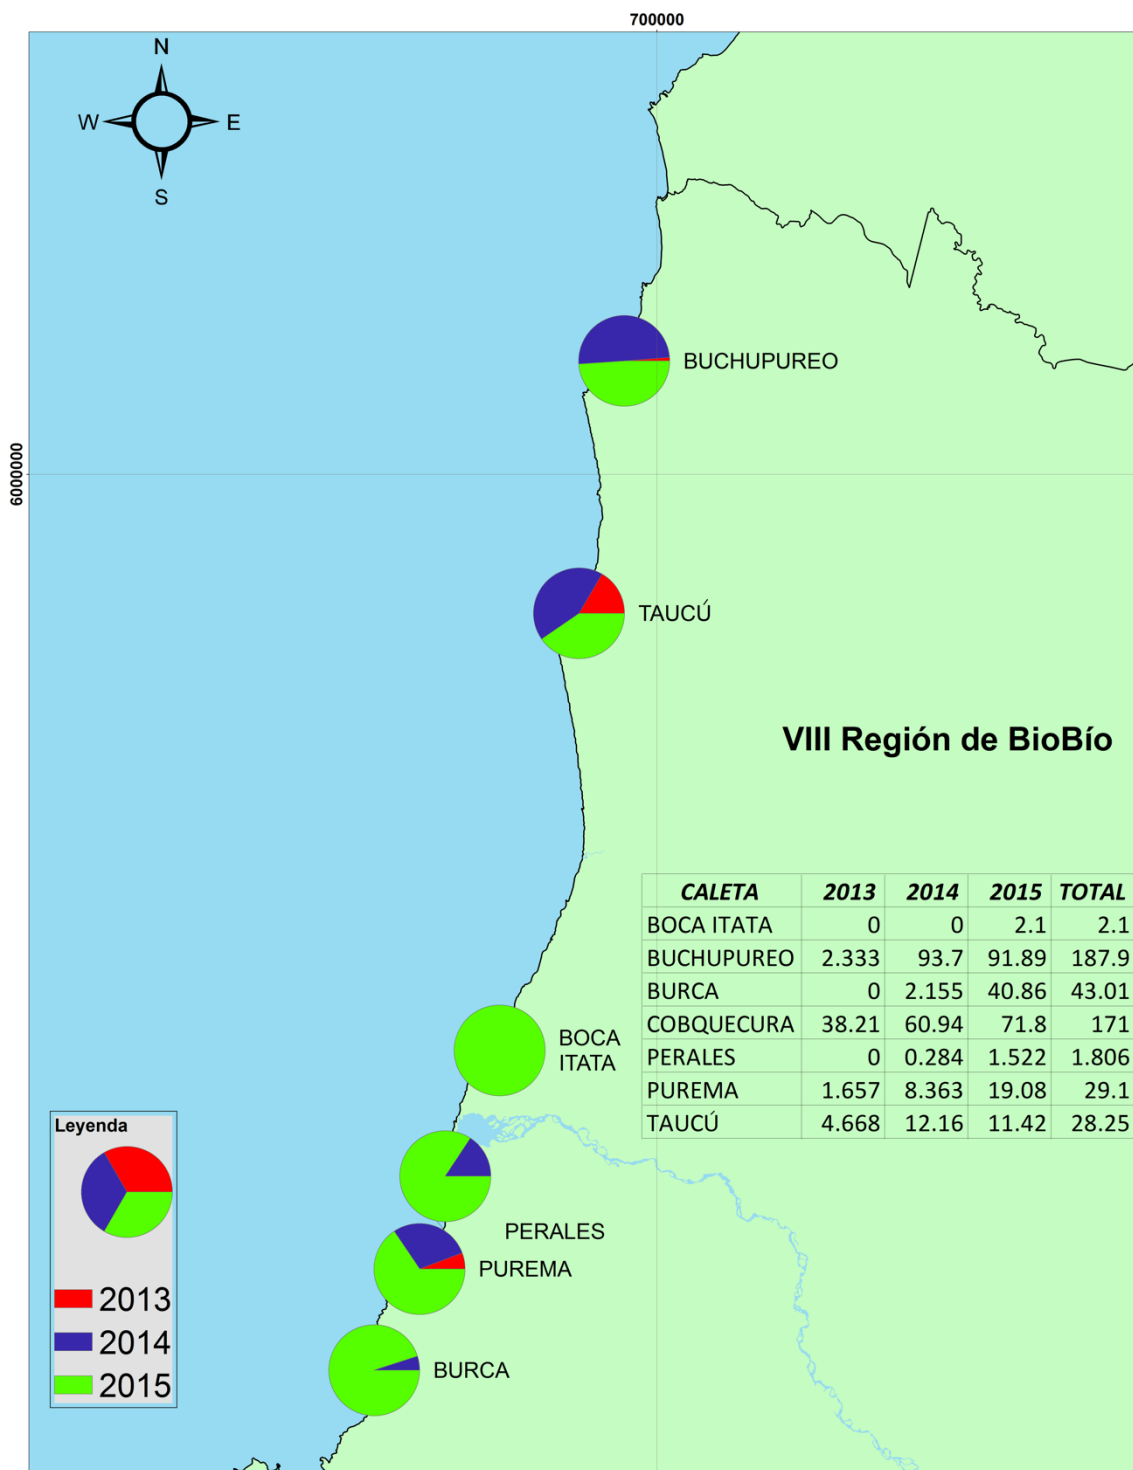 700000
N
W E
S
BUCHUPUREO
6000000
TAUCÚ
VIII Región de BioBío
CALETA 2013 2014 2015 TOTAL
BOCA ITATA 0 0 2.1 2.1
BUCHUPUREO 2.333 93.7 91.89 187.9
BURCA 0 2.155 40.86 43.01
COBQUECURA 38.21 60.94 71.8 171
PERALES 0 0.284 1.522 1.806
PUREMA 1.657 8.363 19.08 29.1
TAUCÚ 4.668 12.16 11.42 28.25
BOCA
ITATA
PERALES
PUREMA
BURCA
Leyenda
2013
2014
2015